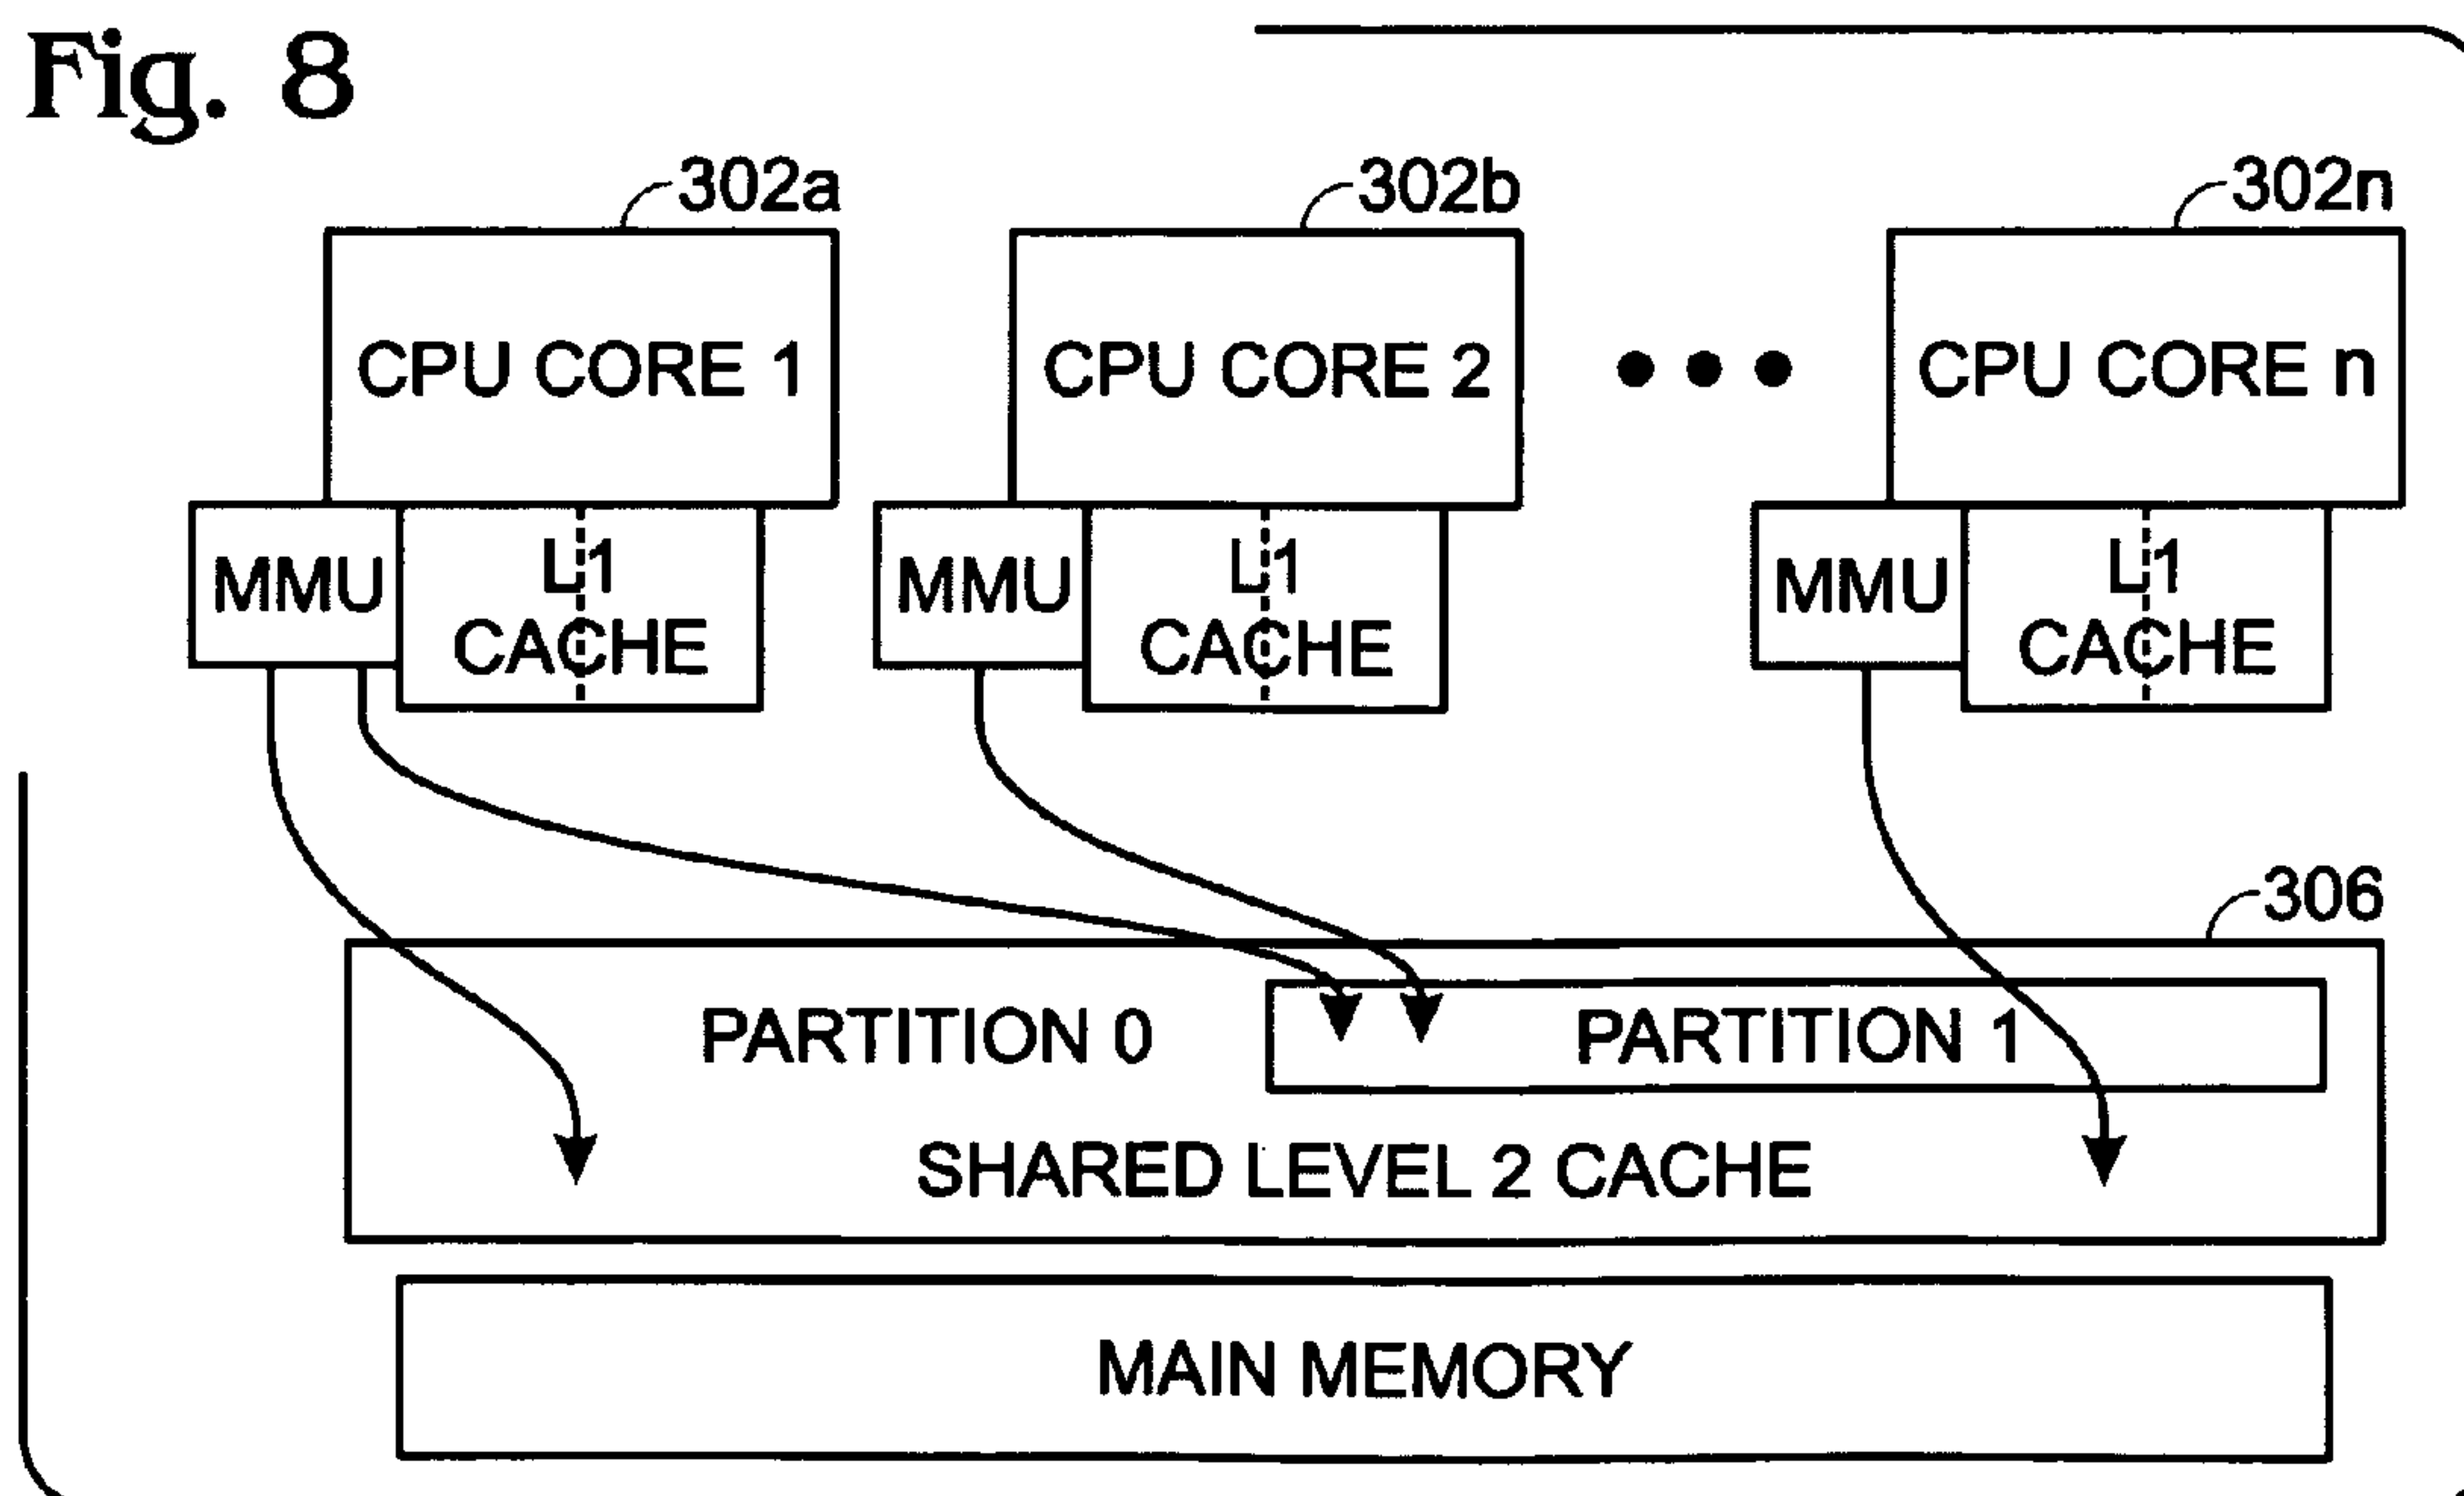 Fig. 8
302a
302b
302n
CPU CORE 1
CPU CORE 2
CPU CORE n
MMU
L1
CACHE
MMU
L1
CACHE
MMU
L1
CACHE
306
PARTITION 0
PARTITION 1
SHARED LEVEL 2 CACHE
MAIN MEMORY